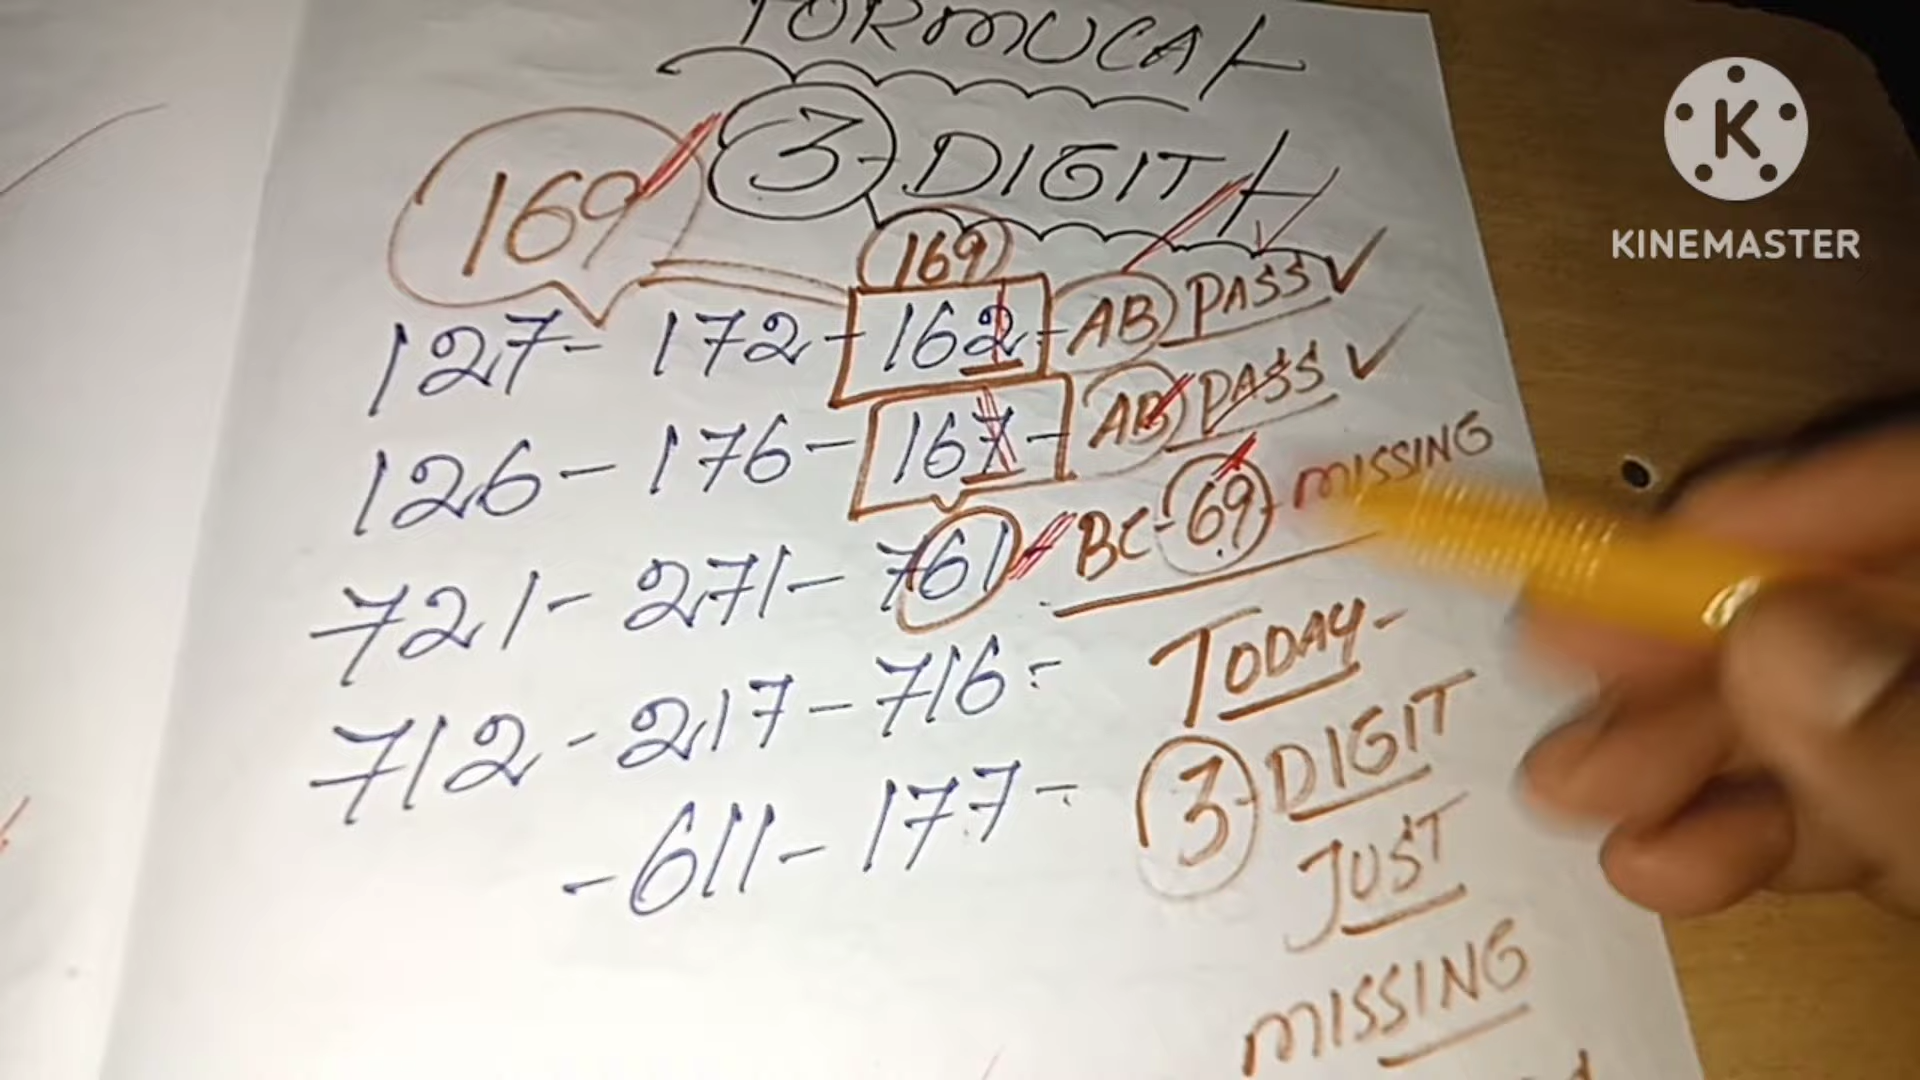 FORMUCA
3-DIGIT
169
169
127- 172- 162- AB PASS ✓
126- 176- 167- AB PASS ✓
721- 271- 761 BC-69- MISSING
712- 217- 716-
-611- 177-
TODAY-
3-DIGIT
JUST
MISSING
K
KINEMASTER